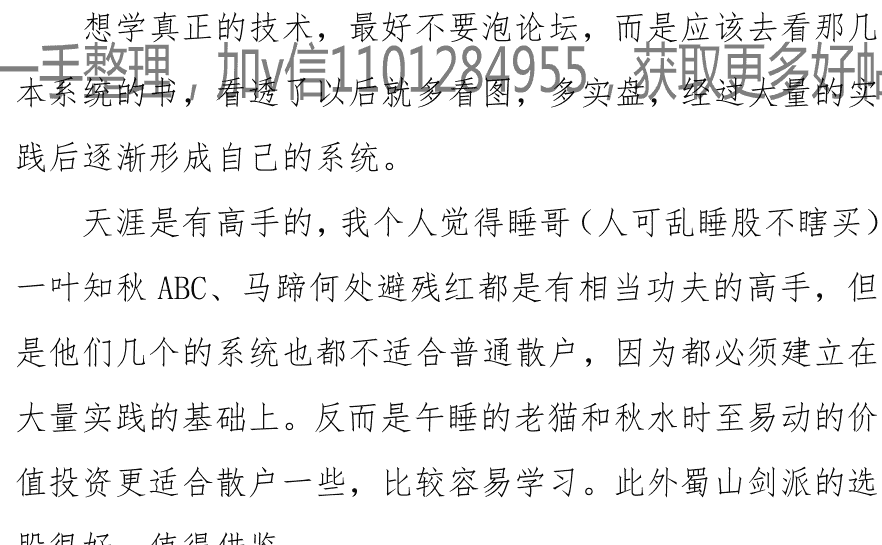 想学真正的技术，最好不要泡论坛，而是应该去看那几
一手整理，加v信1101284955，获取更多好帖
本系统的书，看透了以后就多看图，多实盘，经过大量的实
践后逐渐形成自己的系统。
天涯是有高手的，我个人觉得睡哥（人可乱睡股不瞎买）
一叶知秋 ABC、马蹄何处避残红都是有相当功夫的高手，但
是他们几个的系统也都不适合普通散户，因为都必须建立在
大量实践的基础上。反而是午睡的老猫和秋水时至易动的价
值投资更适合散户一些，比较容易学习。此外蜀山剑派的选
股很好，值得借鉴